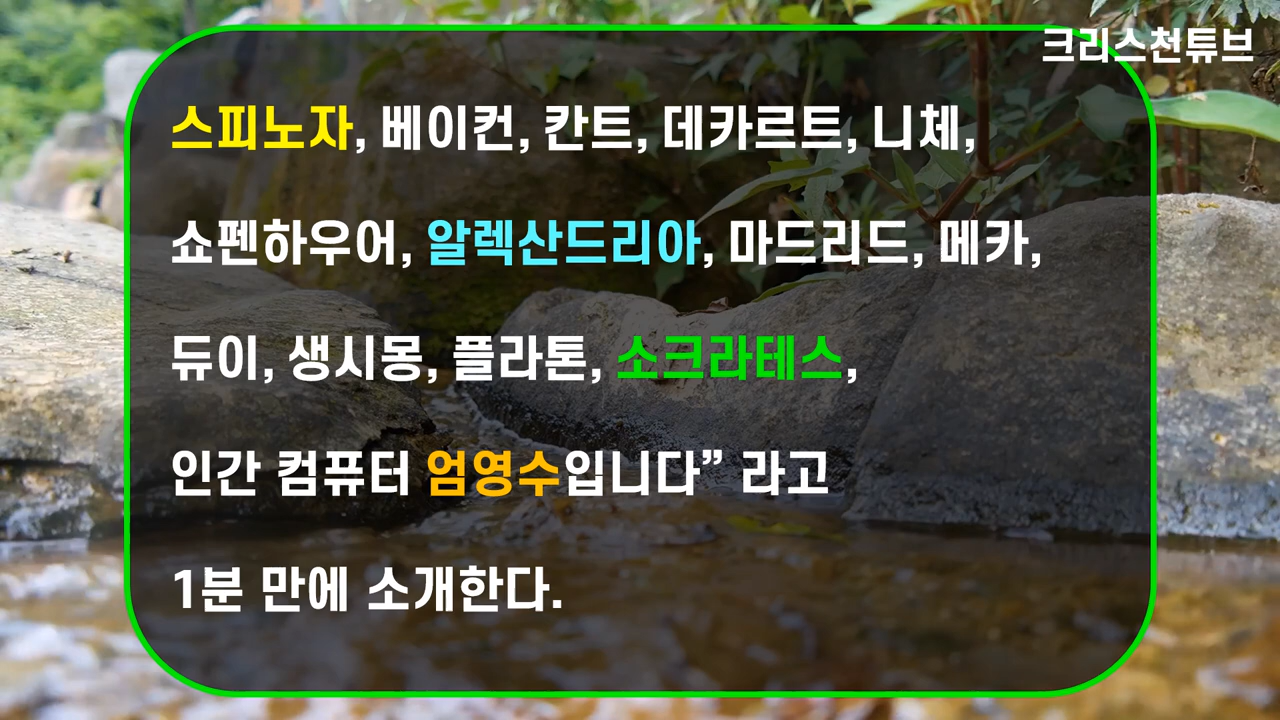 크리스천튜브
스피노자, 베이컨, 칸트, 데카르트, 니체,
쇼펜하우어, 알렉산드리아, 마드리드, 메카,
듀이, 생시몽, 플라톤, 소크라테스,
인간 컴퓨터 엄영수입니다” 라고
1분 만에 소개한다.